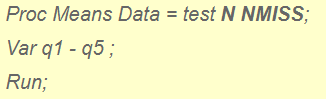 Proc Means Data = test N NMISS;
Var q1 - q5 ;
Run;